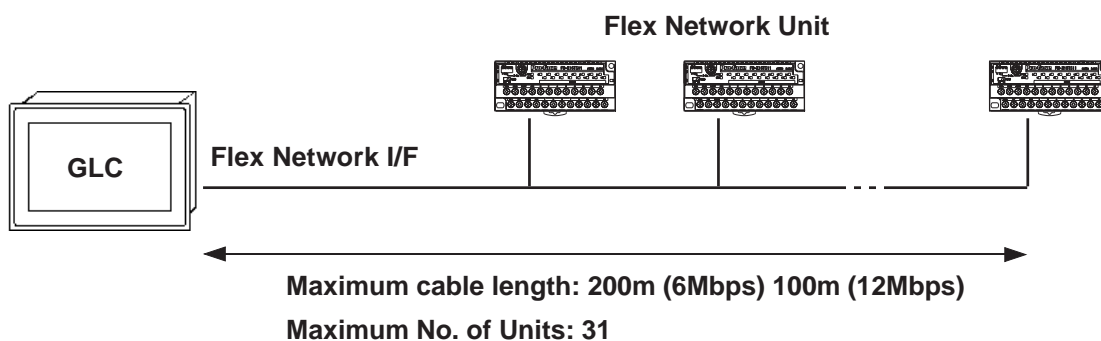 Flex Network Unit
GLC
Flex Network I/F
Maximum cable length: 200m (6Mbps) 100m (12Mbps)
Maximum No. of Units: 31